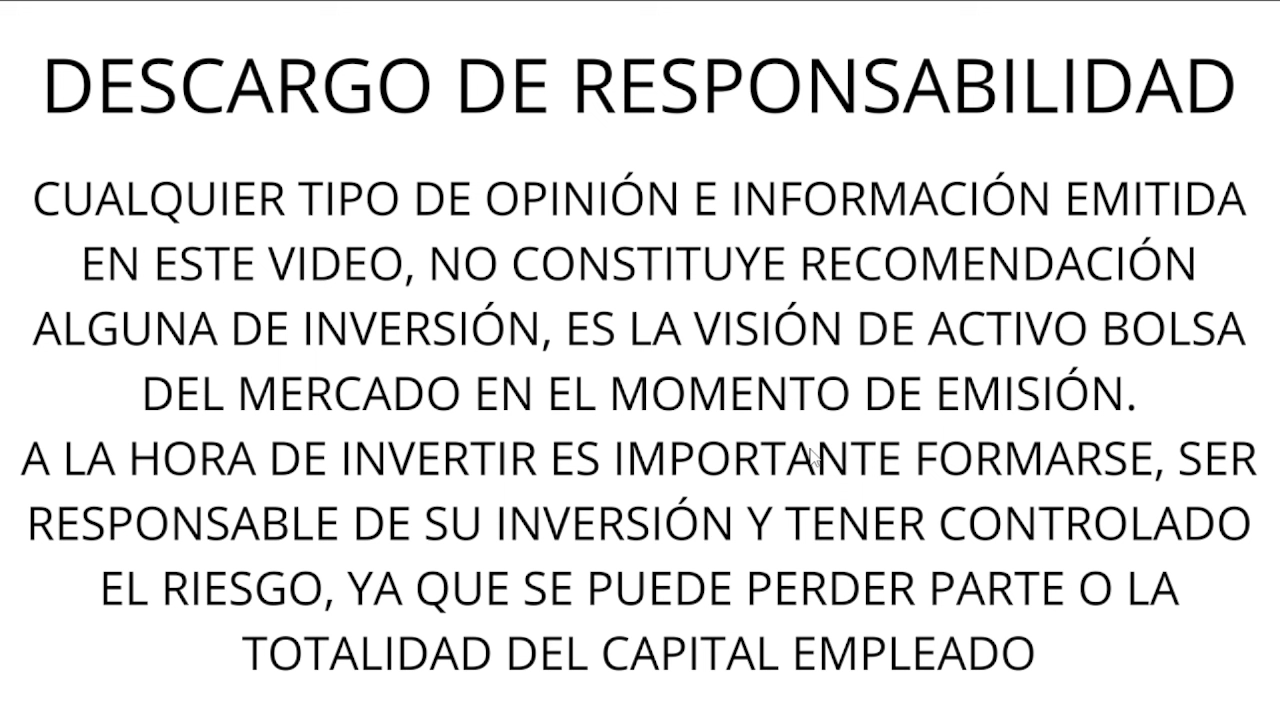 DESCARGO DE RESPONSABILIDAD
CUALQUIER TIPO DE OPINIÓN E INFORMACIÓN EMITIDA
EN ESTE VIDEO, NO CONSTITUYE RECOMENDACIÓN
ALGUNA DE INVERSIÓN, ES LA VISIÓN DE ACTIVO BOLSA
DEL MERCADO EN EL MOMENTO DE EMISIÓN.
A LA HORA DE INVERTIR ES IMPORTANTE FORMARSE, SER
RESPONSABLE DE SU INVERSIÓN Y TENER CONTROLADO
EL RIESGO, YA QUE SE PUEDE PERDER PARTE O LA
TOTALIDAD DEL CAPITAL EMPLEADO